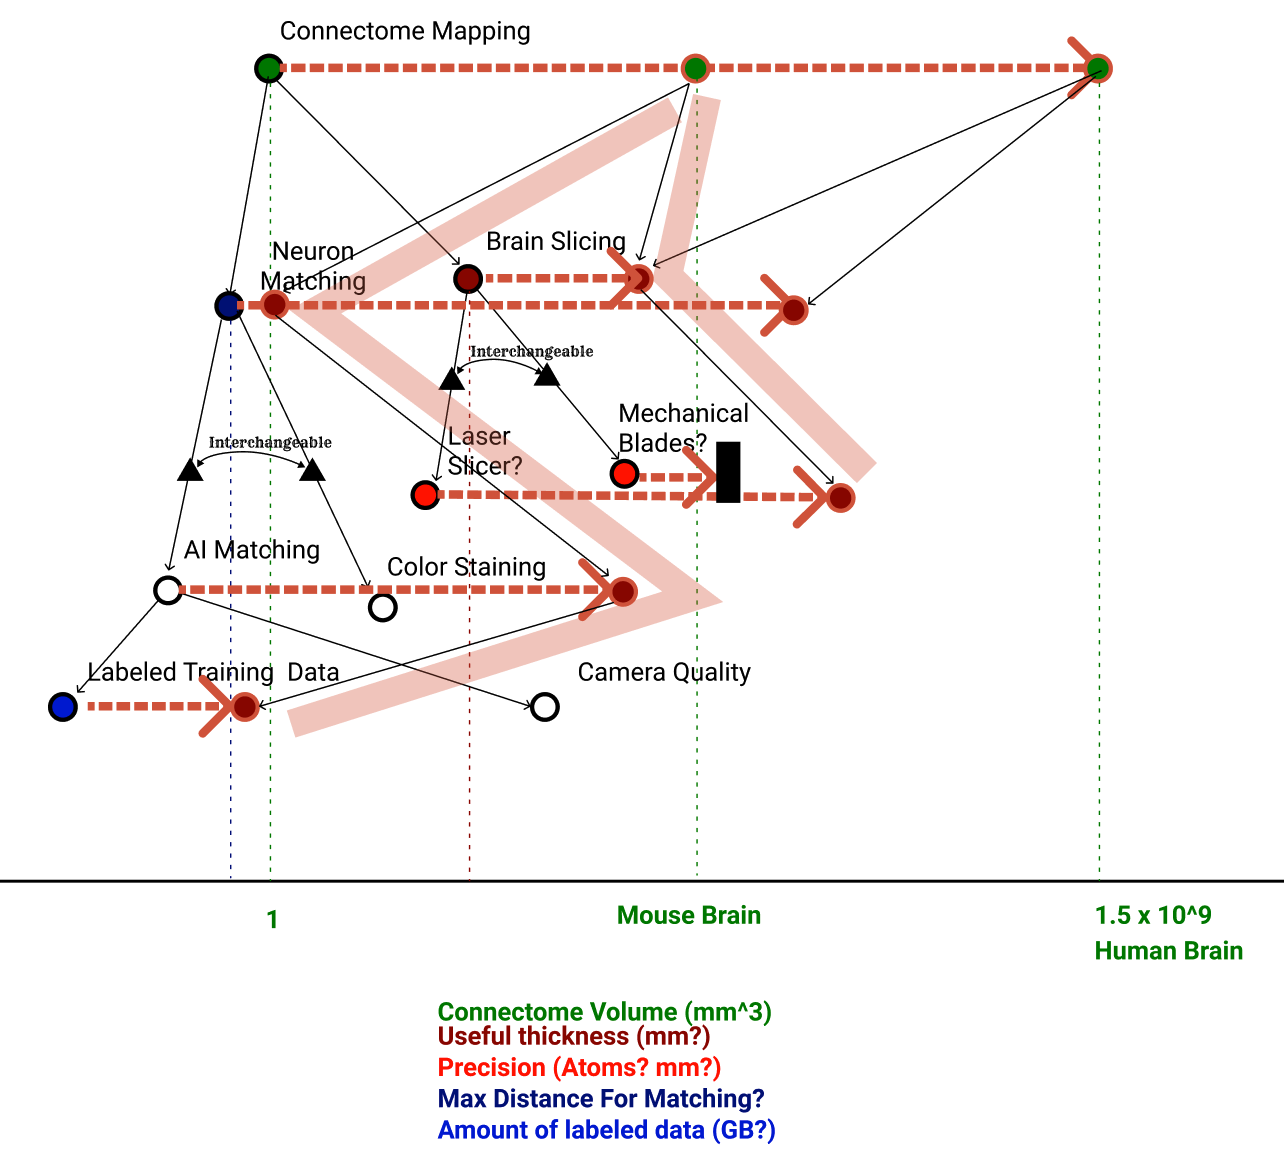 Connectome Mapping
Brain Slicing
Neuron
Matching
Interchangeable
Mechanical
Blades?
Laser
Slicer?
Interchangeable
AI Matching
Color Staining
Labeled Training Data
Camera Quality
1
Mouse Brain
1.5 x 10^9
Human Brain
Connectome Volume (mm^3)
Useful thickness (mm?)
Precision (Atoms? mm?)
Max Distance For Matching?
Amount of labeled data (GB?)